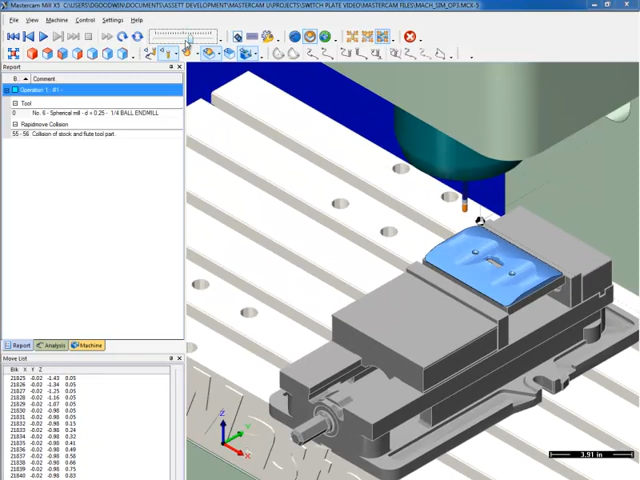 Mastercam Mill X5 C:\USERS\DGOODWIN\DOCUMENTS\ASSETT DEVELOPMENT\MASTERCAM U\PROJECTS\SWITCH PLATE VIDEO\MASTERCAM FILES\MACH_SIM_OP3.MCX-5
File View Machine Control Settings Help
Report
B.. Comment
Operation 1 : #1 -
Tool
0 No. 6 - Spherical mill - d = 0.25 - 1/4 BALL ENDMILL
Rapidmove Collision
55 - 56 Collision of stock and flute tool part.
Report Analysis Machine
Move List
Blk X Y Z
21825 -0.02 -1.43 0.05
21826 -0.02 -1.34 0.05
21827 -0.02 -1.25 0.05
21828 -0.02 -1.16 0.05
21829 -0.02 -1.07 0.05
21830 -0.02 -0.98 0.05
21831 -0.02 -0.98 0.05
21832 -0.02 -0.98 0.15
21833 -0.02 -0.98 0.24
21834 -0.02 -0.98 0.32
21835 -0.02 -0.98 0.41
21836 -0.02 -0.98 0.49
21837 -0.02 -0.98 0.58
21838 -0.02 -0.98 0.66
21839 -0.02 -0.98 0.75
21840 -0.02 -0.98 0.83
Z
Y
X
3.91 in